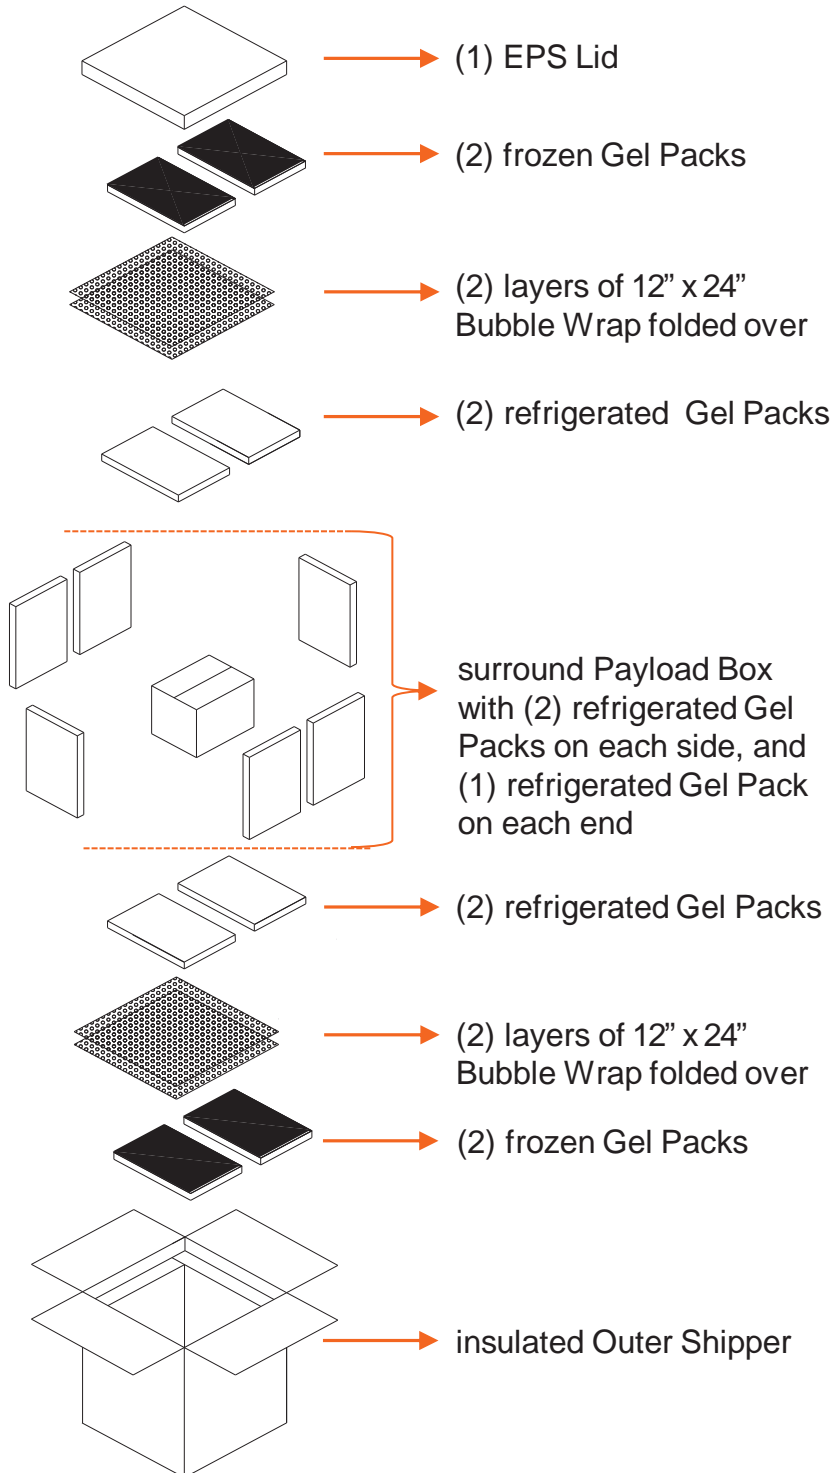 (1) EPS Lid
(2) frozen Gel Packs
(2) layers of 12” x 24”
Bubble Wrap folded over
(2) refrigerated Gel Packs
surround Payload Box
with (2) refrigerated Gel
Packs on each side, and
(1) refrigerated Gel Pack
on each end
(2) refrigerated Gel Packs
(2) layers of 12” x 24”
Bubble Wrap folded over
(2) frozen Gel Packs
insulated Outer Shipper